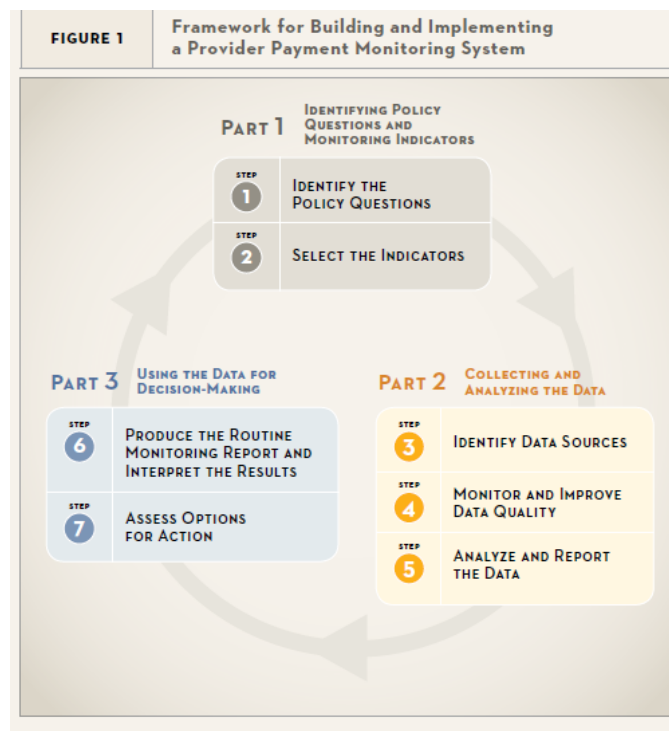 FIGURE 1
Framework for Building and Implementing
a Provider Payment Monitoring System
PART 1
IDENTIFYING POLICY
QUESTIONS AND
MONITORING INDICATORS
STEP
1
IDENTIFY THE
POLICY QUESTIONS
STEP
2
SELECT THE INDICATORS
PART 2
COLLECTING AND
ANALYZING THE DATA
STEP
3
IDENTIFY DATA SOURCES
STEP
4
MONITOR AND IMPROVE
DATA QUALITY
STEP
5
ANALYZE AND REPORT
THE DATA
PART 3
USING THE DATA FOR
DECISION-MAKING
STEP
6
PRODUCE THE ROUTINE
MONITORING REPORT AND
INTERPRET THE RESULTS
STEP
7
ASSESS OPTIONS
FOR ACTION